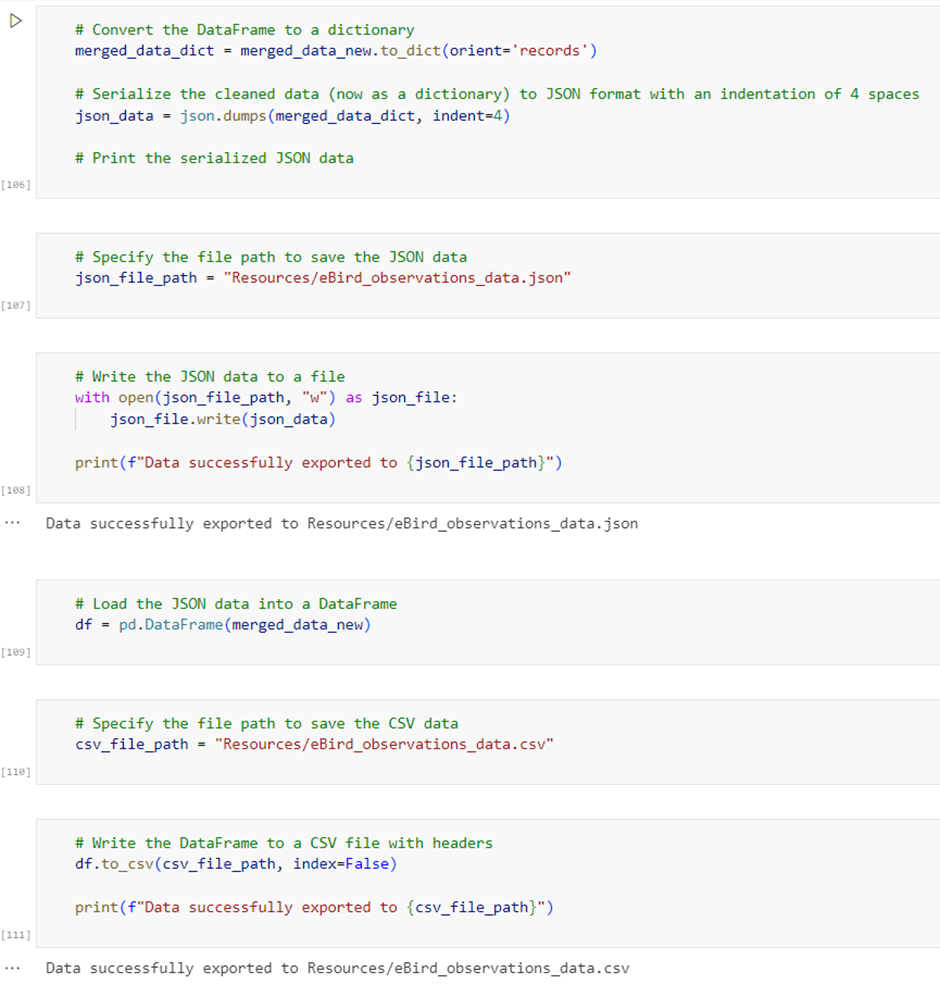 # Convert the DataFrame to a dictionary
merged_data_dict = merged_data_new.to_dict(orient='records')
# Serialize the cleaned data (now as a dictionary) to JSON format with an indentation of 4 spaces
json_data = json.dumps(merged_data_dict, indent=4)
# Print the serialized JSON data
[106]
# Specify the file path to save the JSON data
json_file_path = "Resources/eBird_observations_data.json"
[107]
# Write the JSON data to a file
with open(json_file_path, "w") as json_file:
    json_file.write(json_data)
print(f"Data successfully exported to {json_file_path}")
[108]
... Data successfully exported to Resources/eBird_observations_data.json
# Load the JSON data into a DataFrame
df = pd.DataFrame(merged_data_new)
[109]
# Specify the file path to save the CSV data
csv_file_path = "Resources/eBird_observations_data.csv"
[110]
# Write the DataFrame to a CSV file with headers
df.to_csv(csv_file_path, index=False)
print(f"Data successfully exported to {csv_file_path}")
[111]
... Data successfully exported to Resources/eBird_observations_data.csv